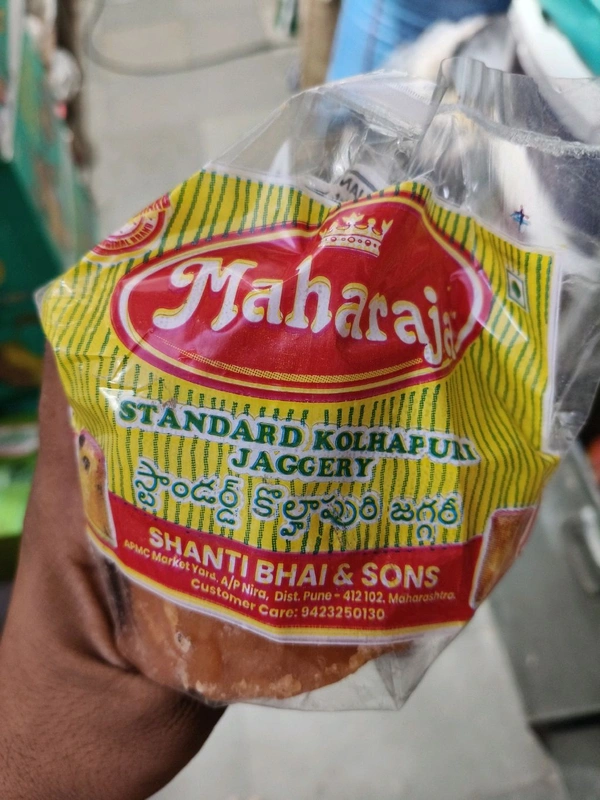 Maharaja
STANDARD KOLHAPURI
JAGGERY
స్టాండర్డ్ కొల్హాపురి జగ్గరి
SHANTI BHAI & SONS
APMC Market Yard, A/P Nira, Dist. Pune - 412 102, Maharashtra.
Customer Care: 9423250130